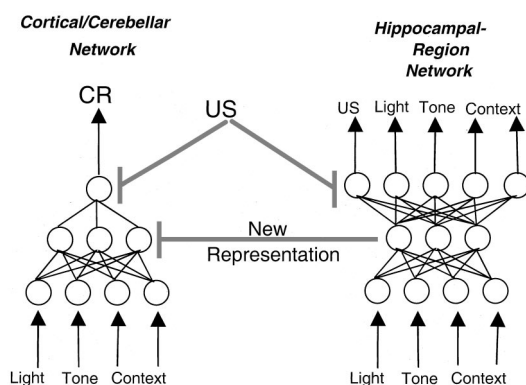 Cortical/Cerebellar
Network
Hippocampal-
Region
Network
CR
US
US Light Tone Context
New
Representation
Light Tone Context
Light Tone Context